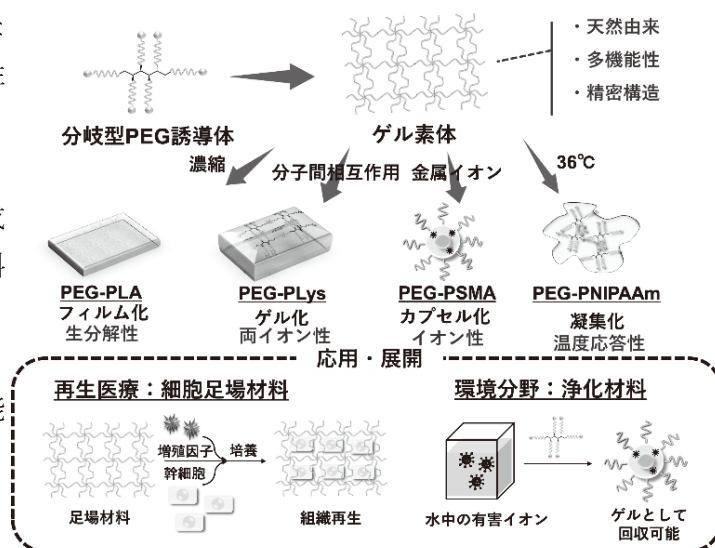 ・天然由来
・多機能性
・精密構造
分岐型PEG誘導体
ゲル素体
濃縮
分子間相互作用
金属イオン
36℃
PEG-PLA
フィルム化
生分解性
PEG-PLys
ゲル化
両イオン性
PEG-PSMA
カプセル化
イオン性
PEG-PNIPAAm
凝集化
温度応答性
応用・展開
再生医療：細胞足場材料
増殖因子
幹細胞
培養
足場材料
組織再生
環境分野：浄化材料
水中の有害イオン
ゲルとして
回収可能